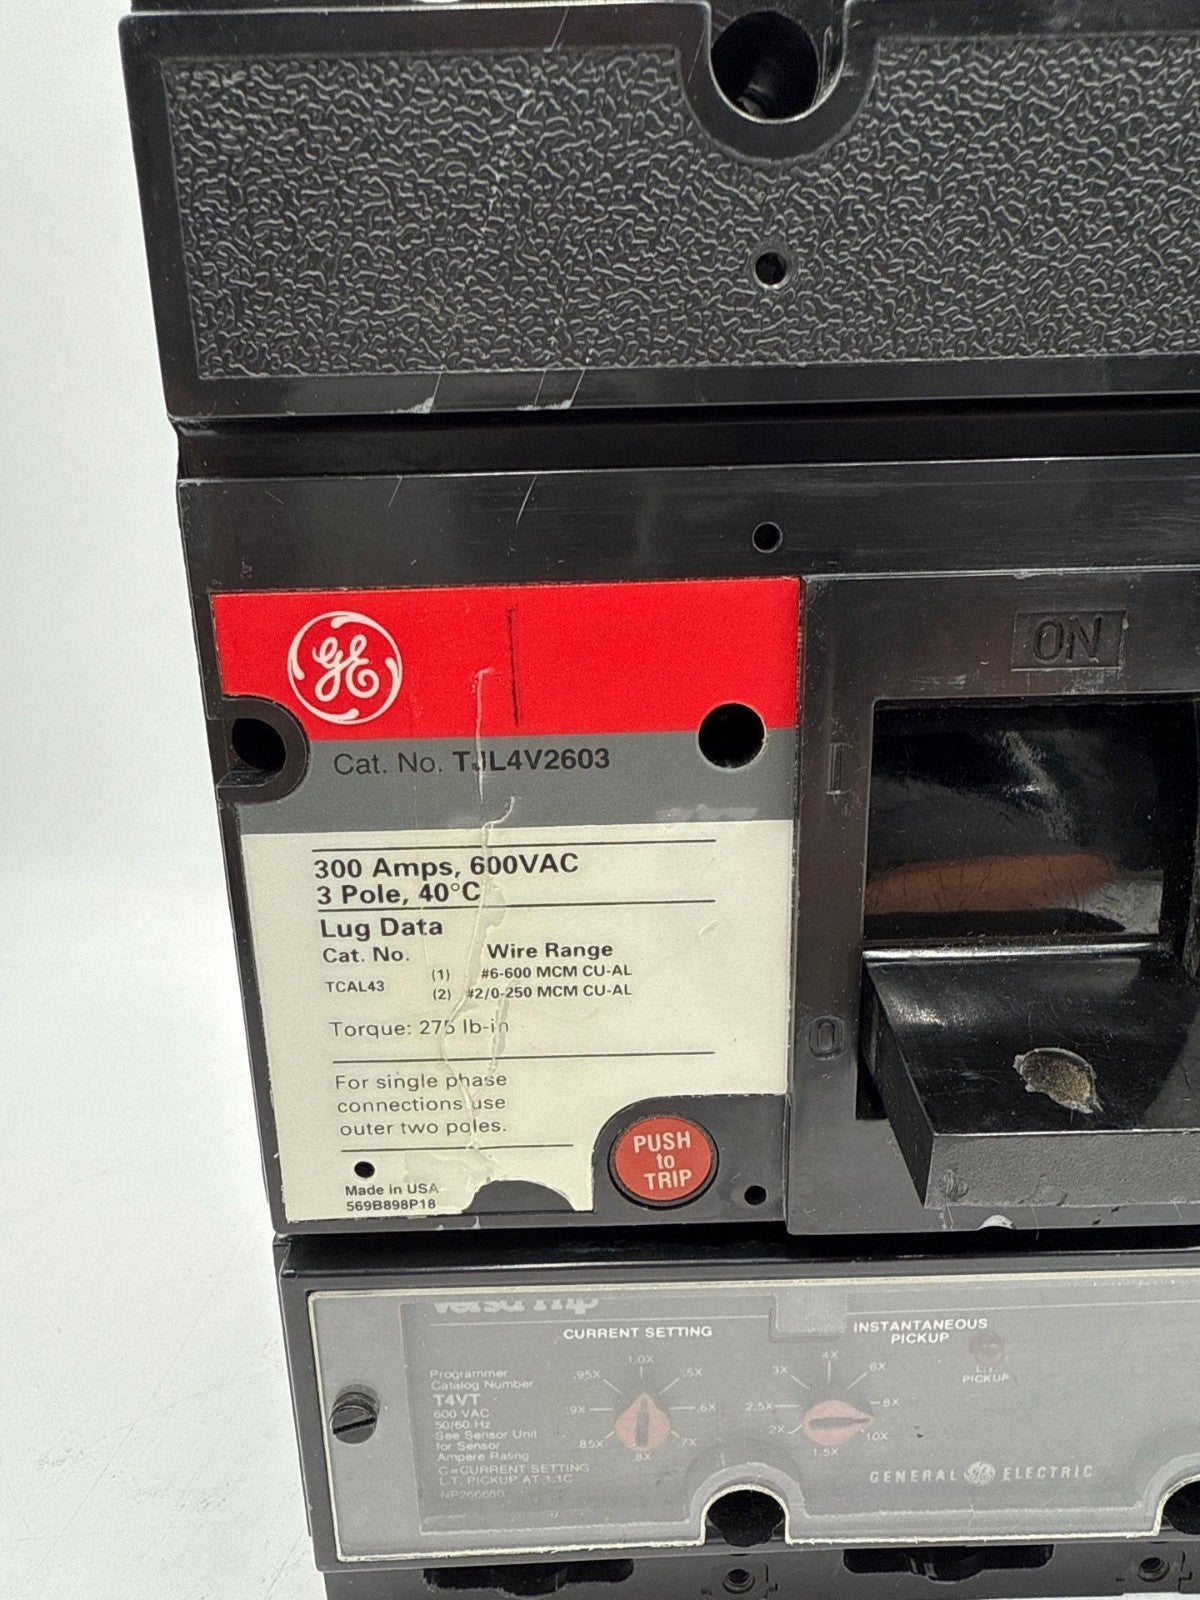 GE
Cat. No. TJL4V2603
300 Amps, 600VAC
3 Pole, 40°C
Lug Data
Cat. No. Wire Range
TCAL43 (1) #6-600 MCM CU-AL
(2) #2/0-250 MCM CU-AL
Torque: 275 lb-in
For single phase
connections use
outer two poles.
Made in USA
569B898P18
PUSH
to
TRIP
ON
I
O
Versa Trip
CURRENT SETTING
.95X 1.0X .5X
.9X .6X
.85X .8X .7X
INSTANTANEOUS
PICKUP
3X 4X 6X
2.5X 8X
2X 1.5X 10X
L.T.
PICKUP
Programmer
Catalog Number
T4VT
600 VAC
50/60 Hz
See Sensor Unit
for Sensor
Ampere Rating
C=CURRENT SETTING
L.T. PICKUP AT 1.1C
GENERAL GE ELECTRIC